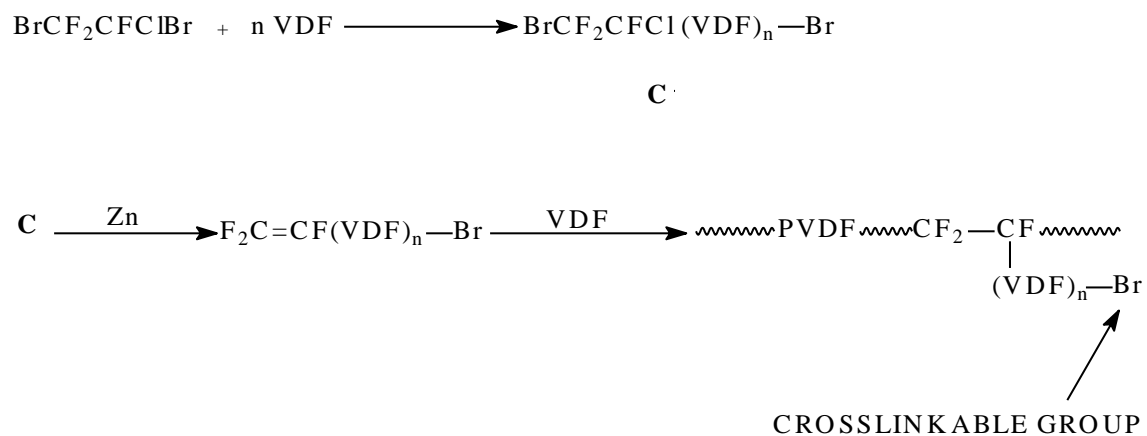 BrCF₂CFClBr + n VDF BrCF₂CFCl(VDF)ₙ—Br
C
C Zn F₂C=CF(VDF)ₙ—Br VDF PVDF CF₂—CF
(VDF)ₙ—Br
CROSSLINKABLE GROUP